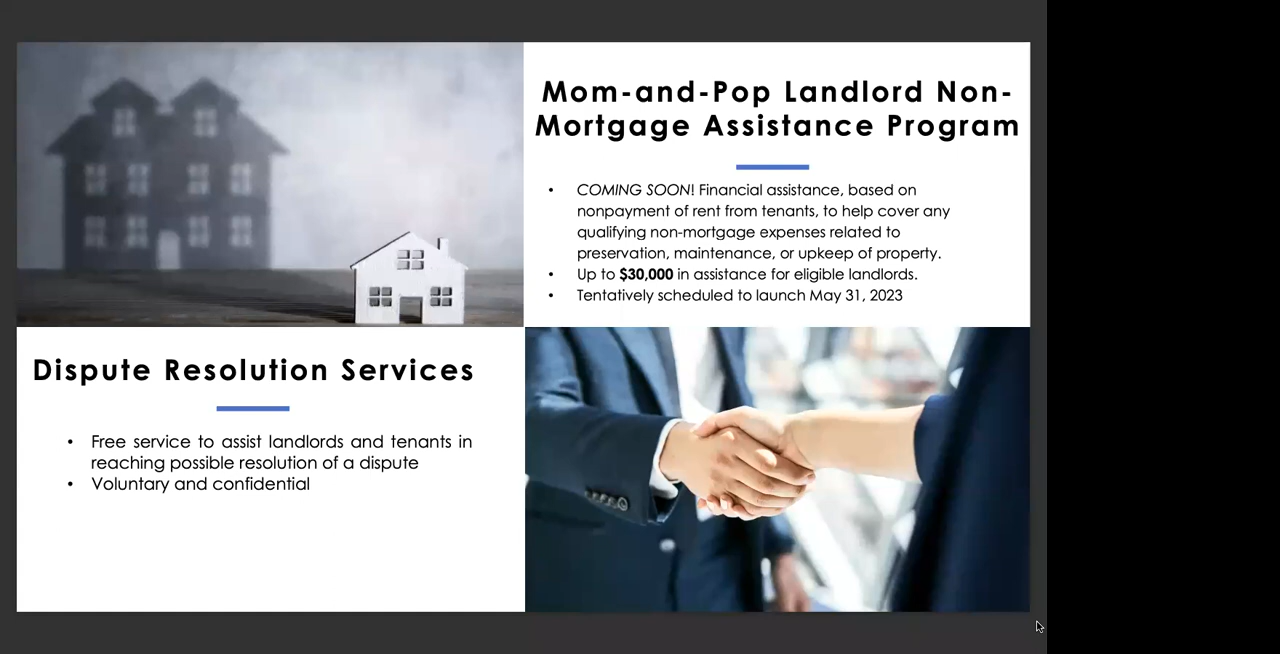 Mom-and-Pop Landlord Non-
Mortgage Assistance Program
• COMING SOON! Financial assistance, based on
nonpayment of rent from tenants, to help cover any
qualifying non-mortgage expenses related to
preservation, maintenance, or upkeep of property.
• Up to $30,000 in assistance for eligible landlords.
• Tentatively scheduled to launch May 31, 2023
Dispute Resolution Services
• Free service to assist landlords and tenants in
reaching possible resolution of a dispute
• Voluntary and confidential